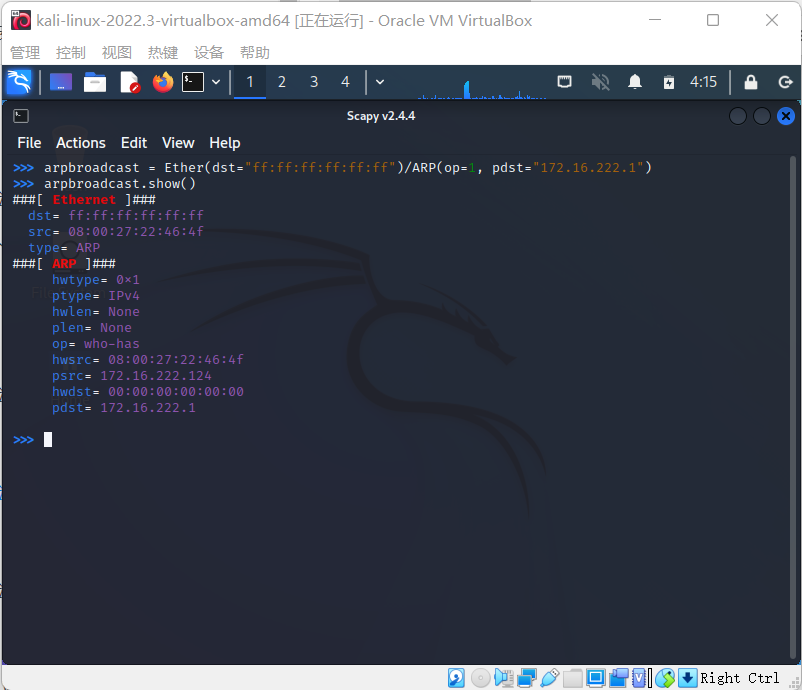 kali-linux-2022.3-virtualbox-amd64 [正在运行] - Oracle VM VirtualBox
管理 控制 视图 热键 设备 帮助
1 2 3 4 4:15
Scapy v2.4.4
File Actions Edit View Help
>>> arpbroadcast = Ether(dst="ff:ff:ff:ff:ff:ff")/ARP(op=1, pdst="172.16.222.1")
>>> arpbroadcast.show()
###[ Ethernet ]###
dst= ff:ff:ff:ff:ff:ff
src= 08:00:27:22:46:4f
type= ARP
###[ ARP ]###
hwtype= 0×1
ptype= IPv4
hwlen= None
plen= None
op= who-has
hwsrc= 08:00:27:22:46:4f
psrc= 172.16.222.124
hwdst= 00:00:00:00:00:00
pdst= 172.16.222.1
>>>
Right Ctrl